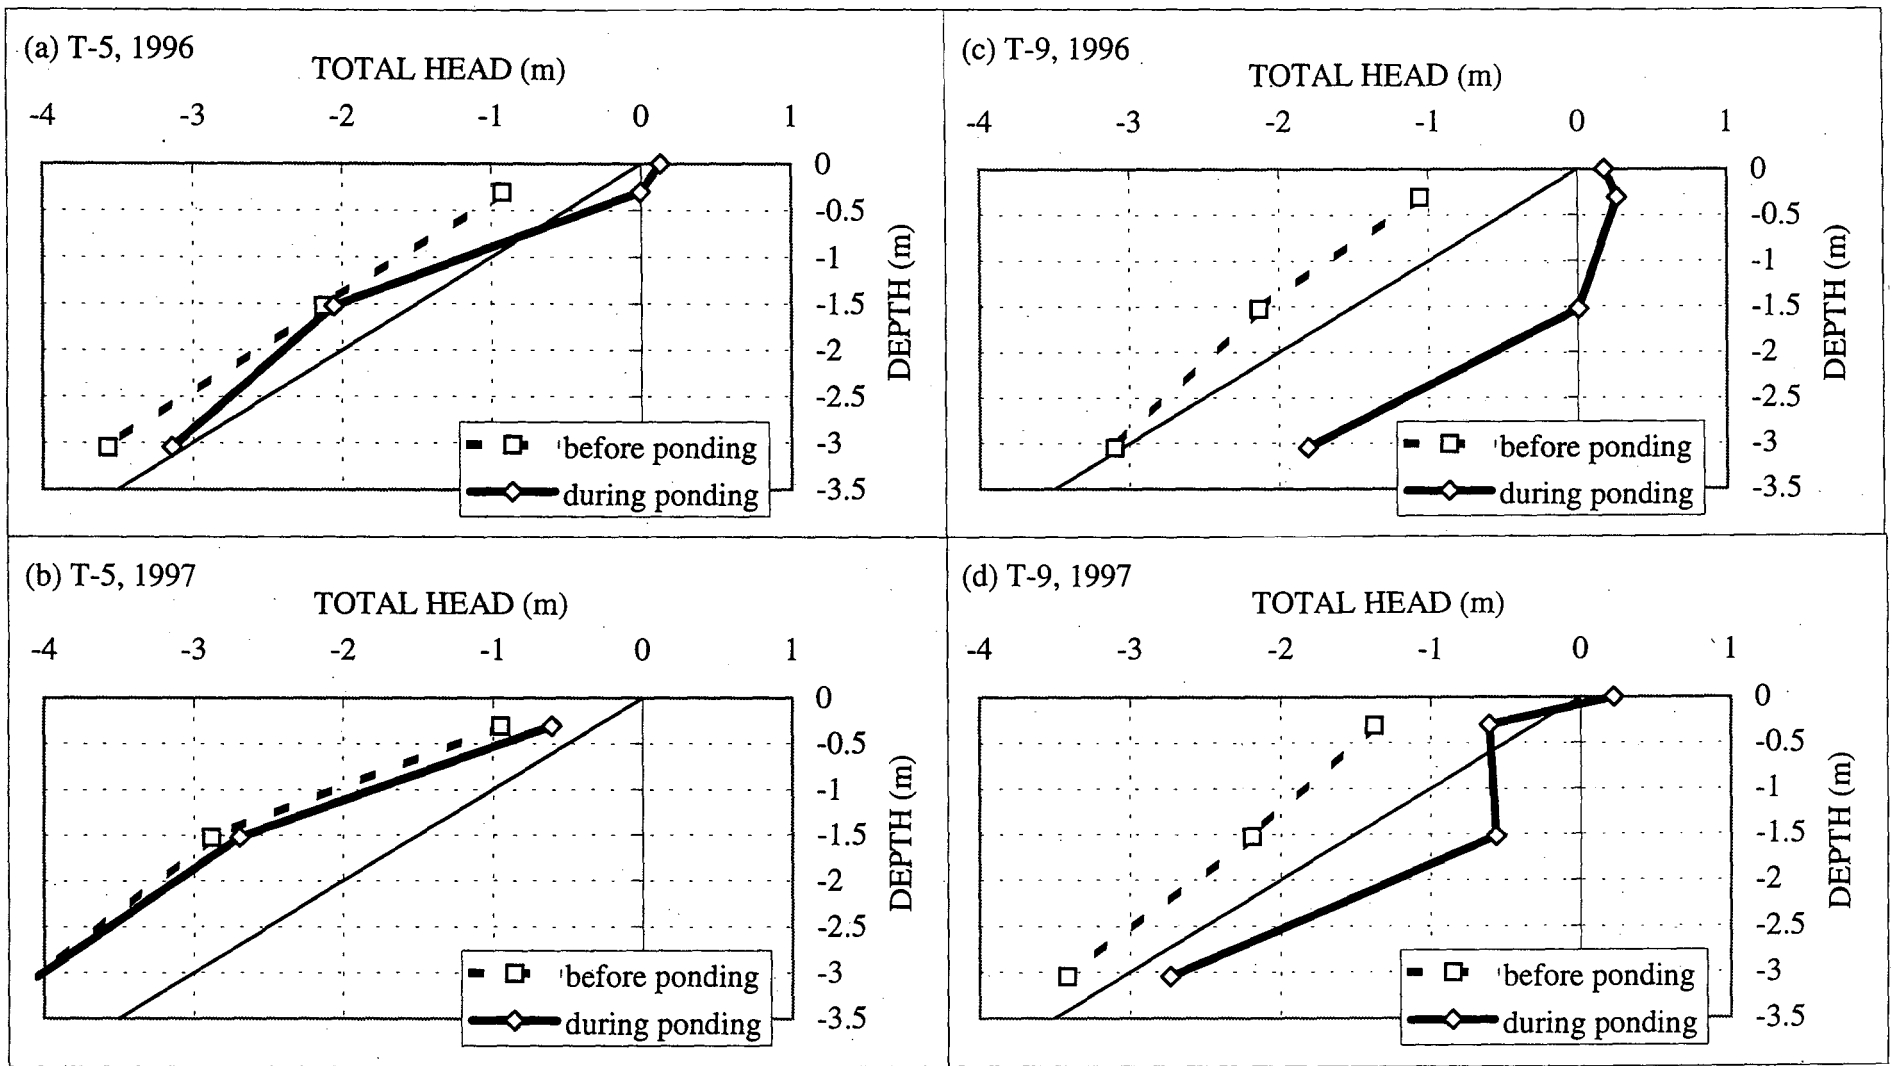 (a) T-5, 1996
TOTAL HEAD (m)
-4 -3 -2 -1 0 1
0
-0.5
-1
-1.5
-2
-2.5
-3
-3.5
DEPTH (m)
before ponding
during ponding
(c) T-9, 1996
TOTAL HEAD (m)
-4 -3 -2 -1 0 1
0
-0.5
-1
-1.5
-2
-2.5
-3
-3.5
DEPTH (m)
before ponding
during ponding
(b) T-5, 1997
TOTAL HEAD (m)
-4 -3 -2 -1 0 1
0
-0.5
-1
-1.5
-2
-2.5
-3
-3.5
DEPTH (m)
before ponding
during ponding
(d) T-9, 1997
TOTAL HEAD (m)
-4 -3 -2 -1 0 1
0
-0.5
-1
-1.5
-2
-2.5
-3
-3.5
DEPTH (m)
before ponding
during ponding